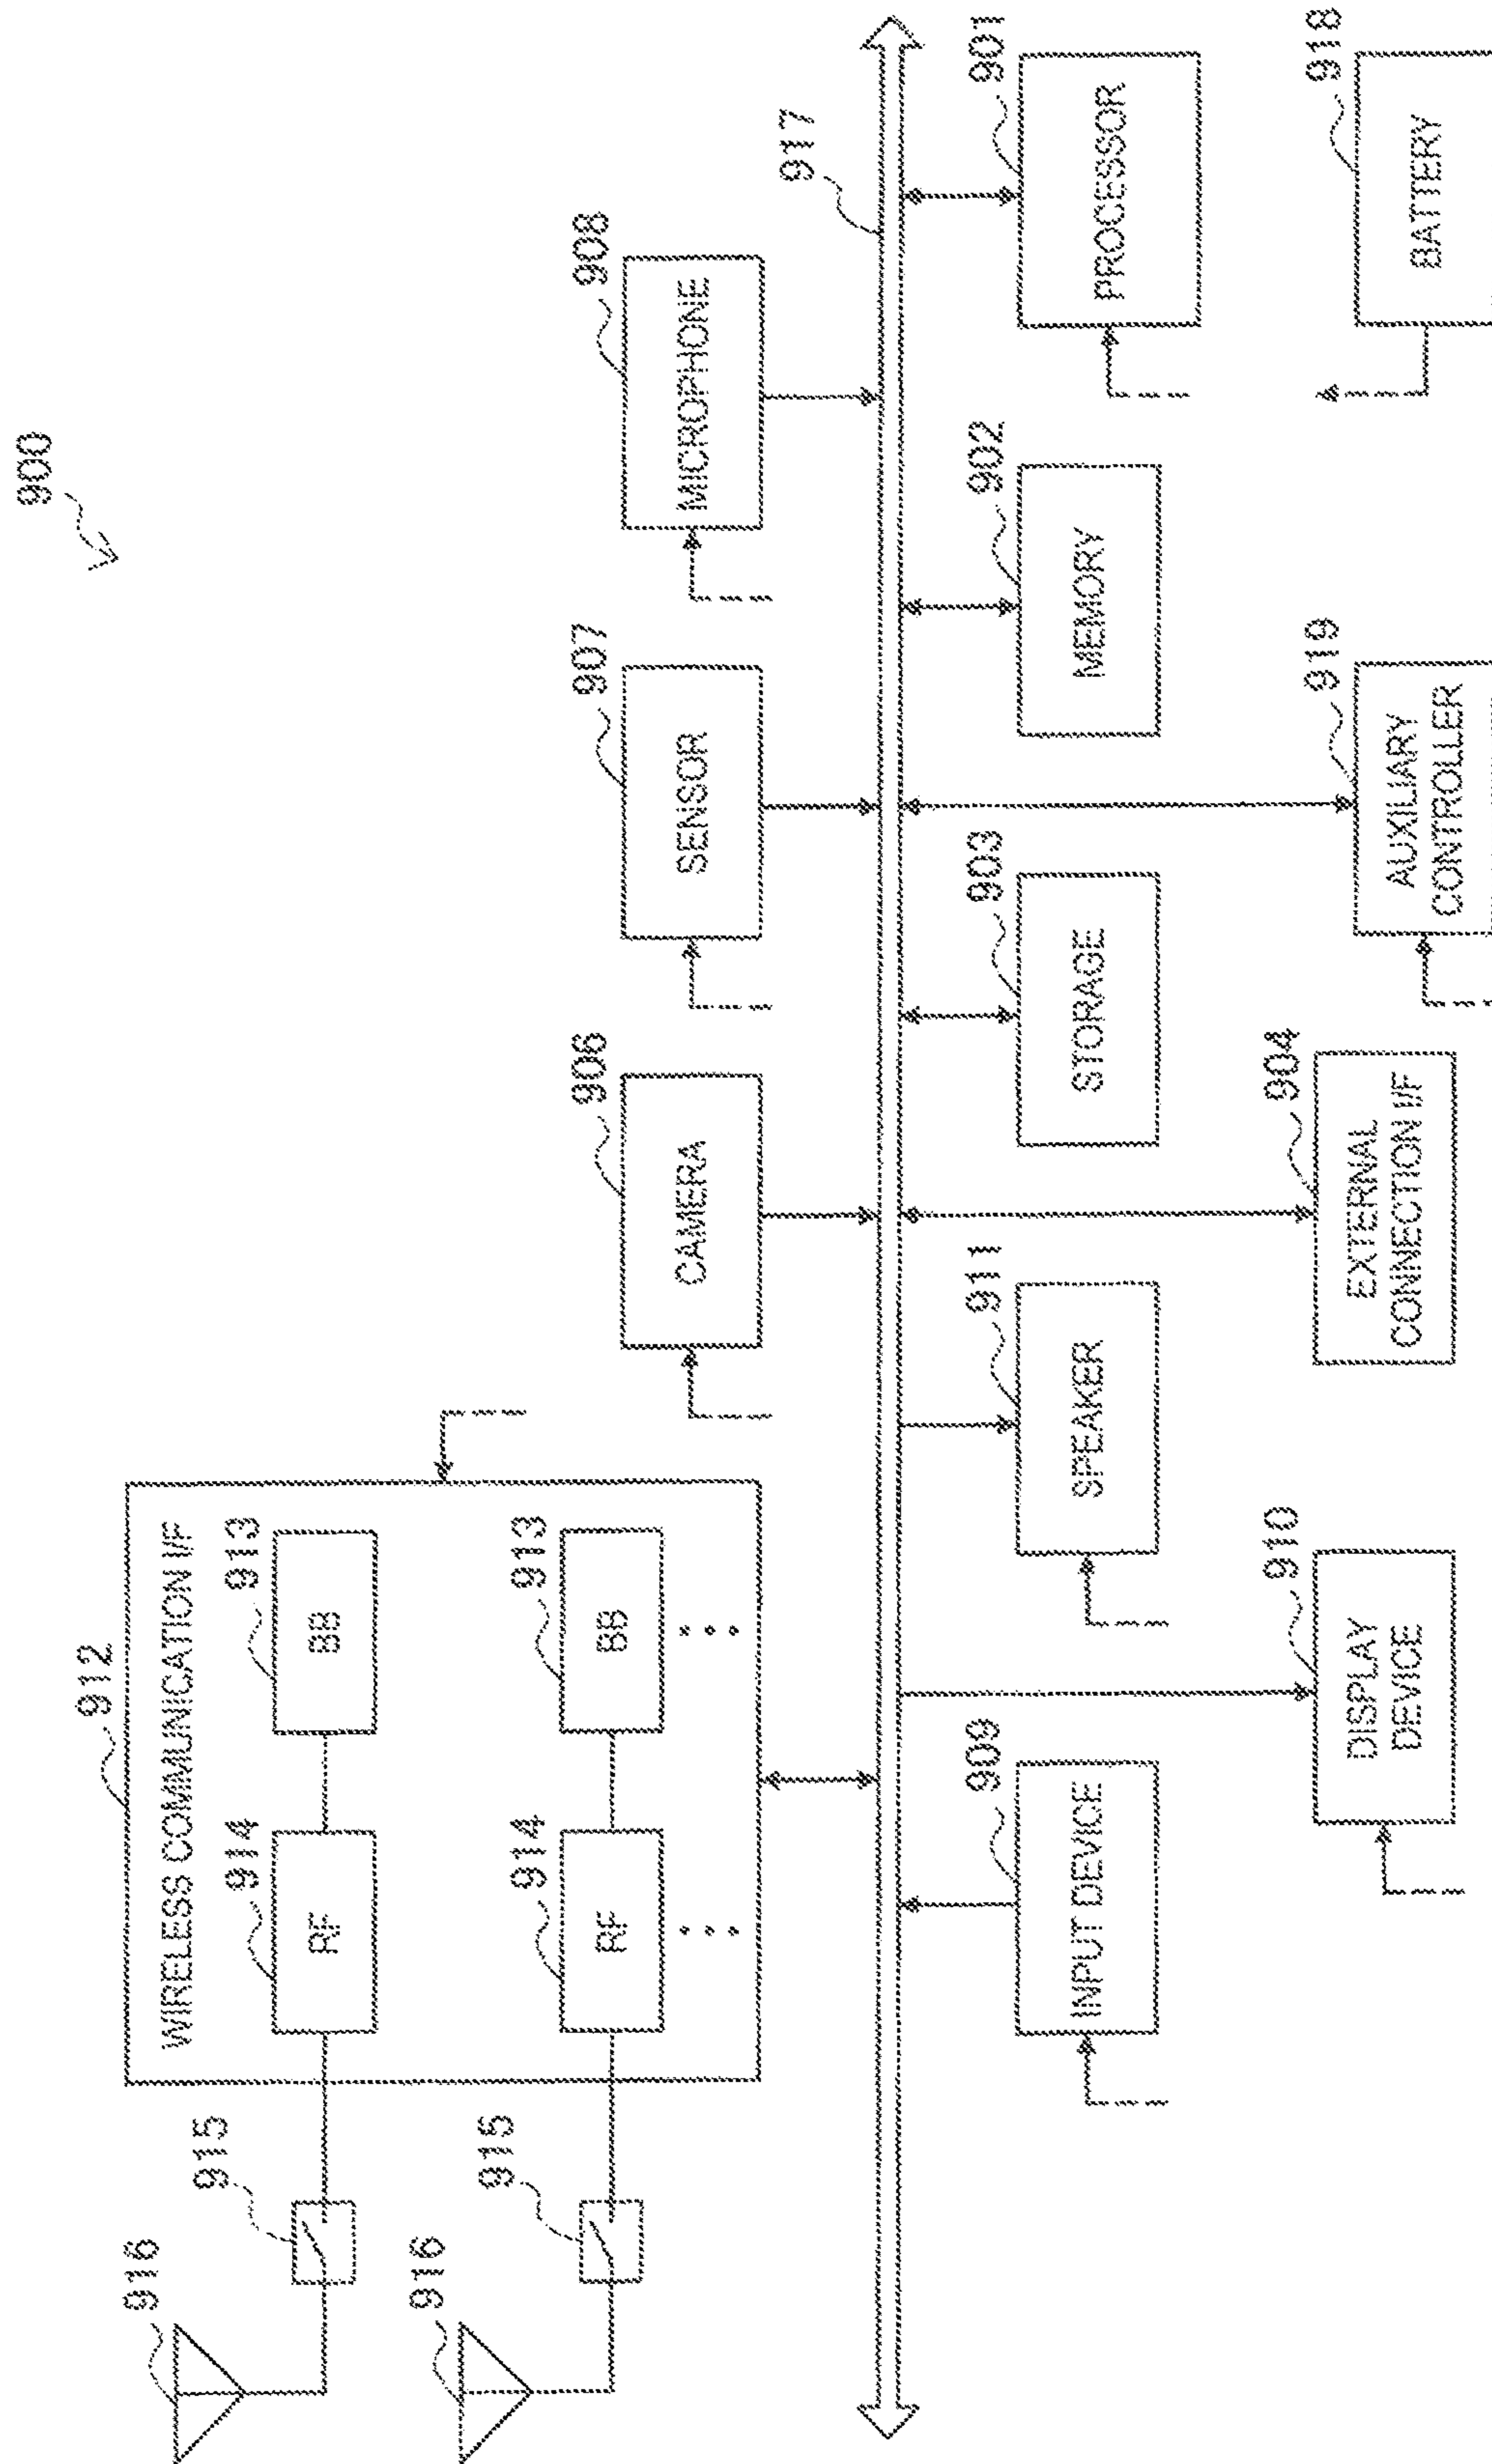 900
912
WIRELESS COMMUNICATION I/F
916
915
914
913
RF
BB
916
915
914
913
RF
BB
906
907
908
CAMERA
SENSOR
MICROPHONE
917
909
911
903
902
901
INPUT DEVICE
SPEAKER
STORAGE
MEMORY
PROCESSOR
910
904
919
918
DISPLAY
DEVICE
EXTERNAL
CONNECTION I/F
AUXILIARY
CONTROLLER
BATTERY